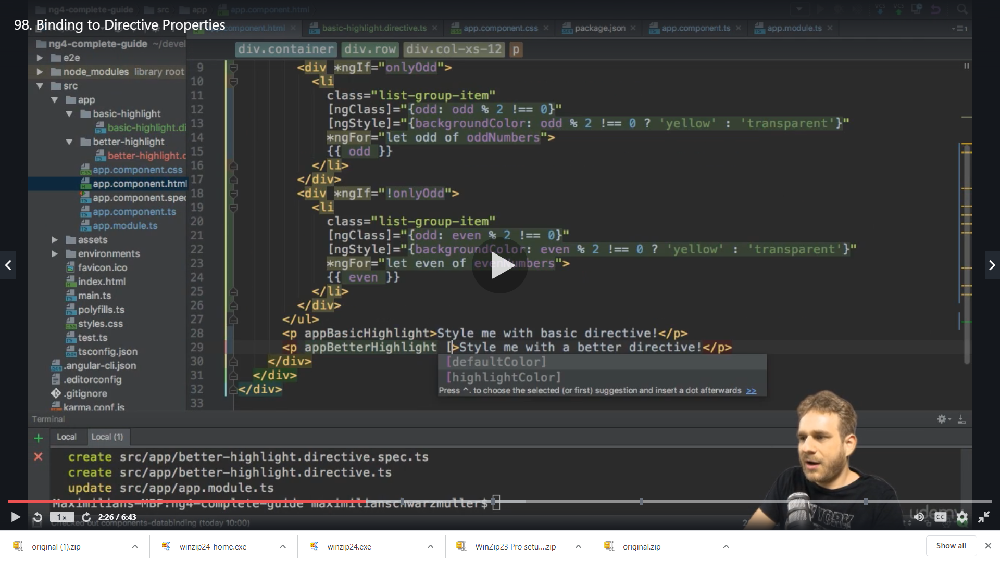 ng4-complete-guide src app app.component.html
98. Binding to Directive Properties
component.html basic-highlight.directive.ts app.component.css package.json app.component.ts app.module.ts
ng4-complete-guide ~/devel
div.container div.row div.col-xs-12 p
e2e
node_modules library root
src
app
basic-highlight
basic-highlight.di
better-highlight
better-highlight.c
app.component.css
app.component.html
app.component.spec
app.component.ts
app.module.ts
assets
environments
favicon.ico
index.html
main.ts
polyfills.ts
styles.css
test.ts
tsconfig.json
.angular-cli.json
.editorconfig
.gitignore
karma.conf.js
9 <div *ngIf="onlyOdd">
10 <li
11 class="list-group-item"
12 [ngClass]="{odd: odd % 2 !== 0}"
13 [ngStyle]="{backgroundColor: odd % 2 !== 0 ? 'yellow' : 'transparent'}"
14 *ngFor="let odd of oddNumbers">
15 {{ odd }}
16 </li>
17 </div>
18 <div *ngIf="!onlyOdd">
19 <li
20 class="list-group-item"
21 [ngClass]="{odd: even % 2 !== 0}"
22 [ngStyle]="{backgroundColor: even % 2 !== 0 ? 'yellow' : 'transparent'}"
23 *ngFor="let even of evenNumbers">
24 {{ even }}
25 </li>
26 </div>
27 </ul>
28 <p appBasicHighlight>Style me with basic directive!</p>
29 <p appBetterHighlight [>Style me with a better directive!</p>
30 </div>
31 </div>
32 </div>
33
[defaultColor]
[highlightColor]
Press ^. to choose the selected (or first) suggestion and insert a dot afterwards >>
Terminal
Local Local (1)
create src/app/better-highlight.directive.spec.ts
create src/app/better-highlight.directive.ts
update src/app/app.module.ts
Maximilians-MBP:ng4-complete-guide maximilianschwarzmuller$
1x 2:26 / 6:43
Checked out components-databinding (today 10:00)
YORK
udemy
CC
original (1).zip winzip24-home.exe winzip24.exe WinZip23 Pro setu....zip original.zip Show all